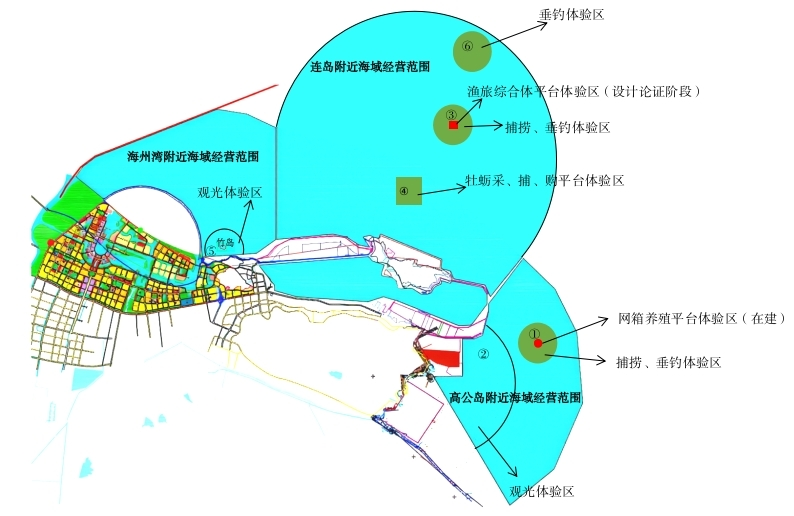 垂钓体验区
⑥
连岛附近海域经营范围
渔旅综合体平台体验区（设计论证阶段）
③
捕捞、垂钓体验区
海州湾附近海域经营范围
牡蛎采、捕、购平台体验区
④
观光体验区
竹岛
⑤
网箱养殖平台体验区（在建）
①
②
捕捞、垂钓体验区
高公岛附近海域经营范围
观光体验区